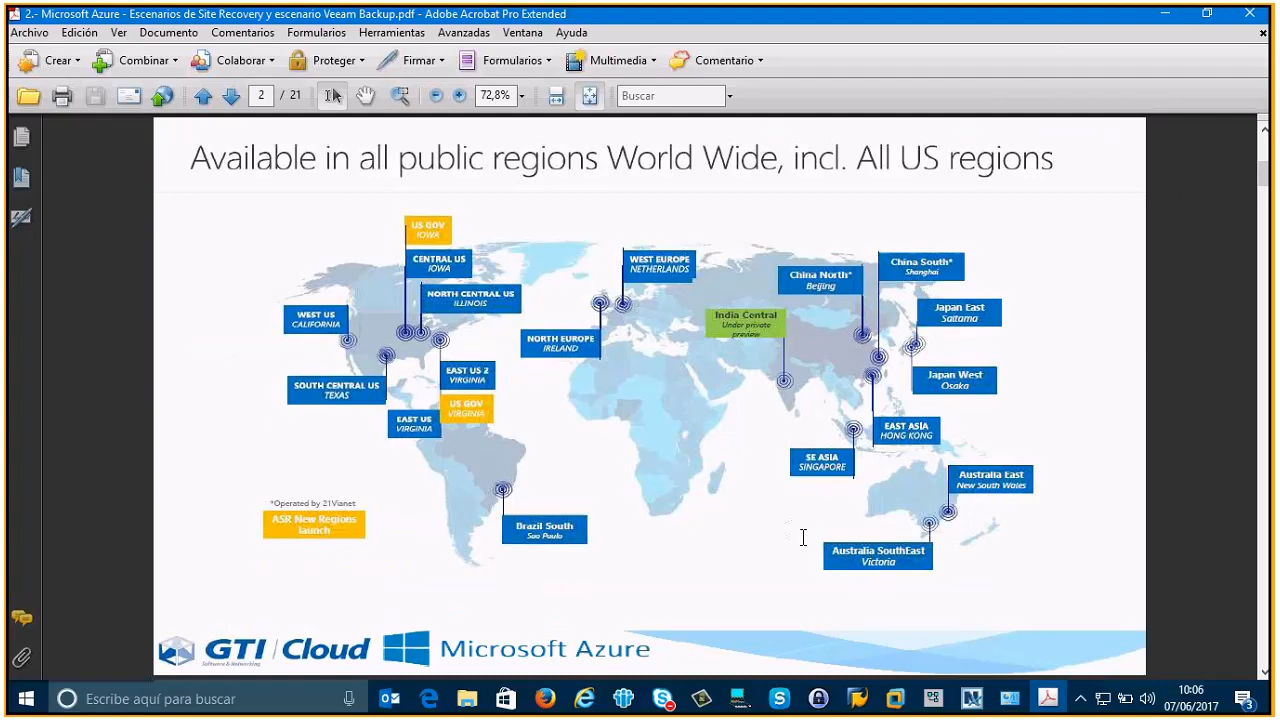 2.- Microsoft Azure - Escenarios de Site Recovery y escenario Veeam Backup.pdf - Adobe Acrobat Pro Extended
Archivo Edición Ver Documento Comentarios Formularios Herramientas Avanzadas Ventana Ayuda
Crear Combinar Colaborar Proteger Firmar Formularios Multimedia Comentario
2 / 21 72,8% Buscar
Available in all public regions World Wide, incl. All US regions
US GOV
IOWA
CENTRAL US
IOWA
NORTH CENTRAL US
ILLINOIS
WEST US
CALIFORNIA
SOUTH CENTRAL US
TEXAS
EAST US 2
VIRGINIA
US GOV
VIRGINIA
EAST US
VIRGINIA
WEST EUROPE
NETHERLANDS
NORTH EUROPE
IRELAND
India Central
Under private
preview
China North*
Beijing
China South*
Shanghai
Japan East
Saitama
Japan West
Osaka
EAST ASIA
HONG KONG
SE ASIA
SINGAPORE
Australia East
New South Wales
Australia SouthEast
Victoria
Brazil South
Sao Paulo
*Operated by 21Vianet
ASR New Regions
launch
GTI / Cloud
Software & Networking
Microsoft Azure
Escribe aquí para buscar
10:06
07/06/2017
3